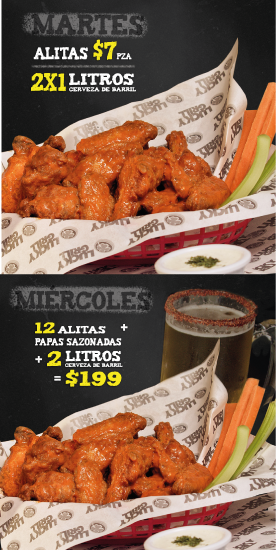 MARTES
ALITAS $7 PZA
2X1 LITROS
CERVEZA DE BARRIL
MIÉRCOLES
12 ALITAS +
PAPAS SAZONADAS
+ 2 LITROS
CERVEZA DE BARRIL
= $199